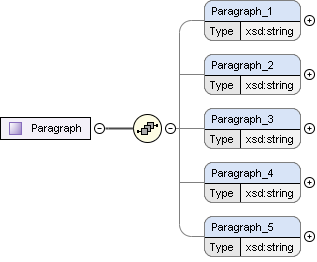 Paragraph_1
Type xsd:string
Paragraph_2
Type xsd:string
Paragraph
Paragraph_3
Type xsd:string
Paragraph_4
Type xsd:string
Paragraph_5
Type xsd:string